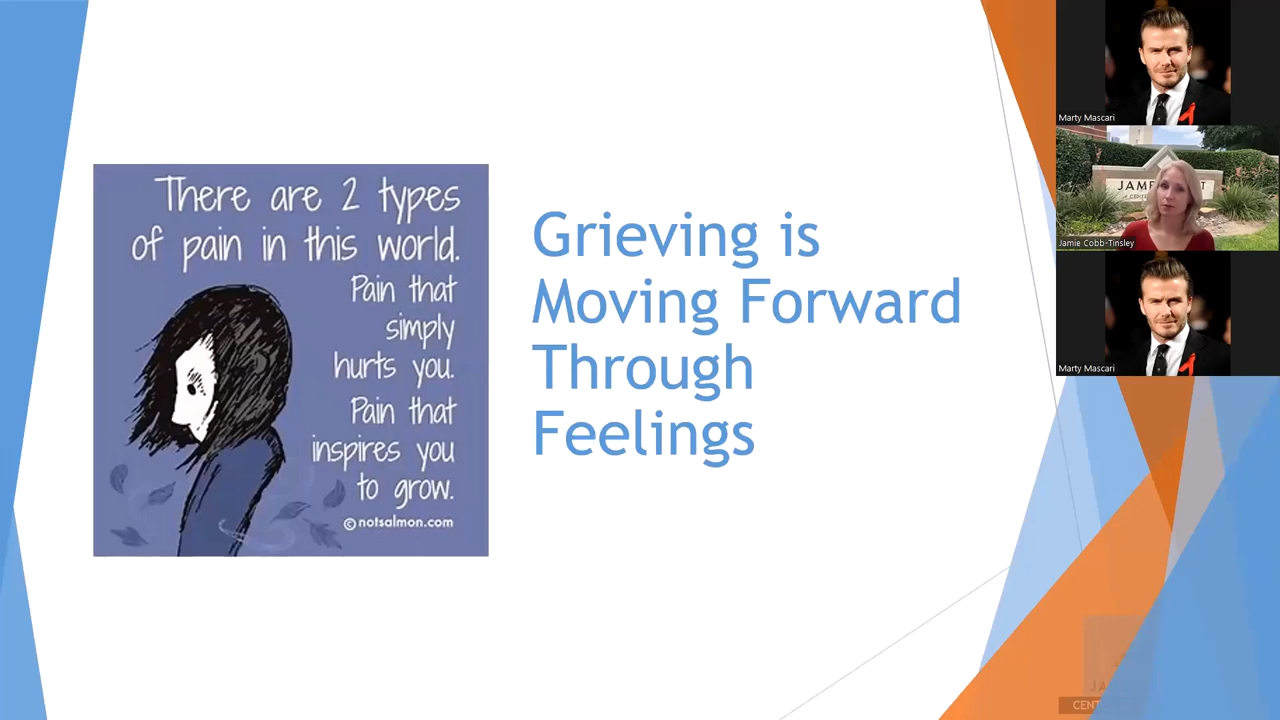 There are 2 types
of pain in this world.
Pain that
simply
hurts you.
Pain that
inspires you
to grow.
© notsalmon.com
Grieving is
Moving Forward
Through
Feelings
Marty Mascari
Jamie Cobb-Tinsley
Marty Mascari